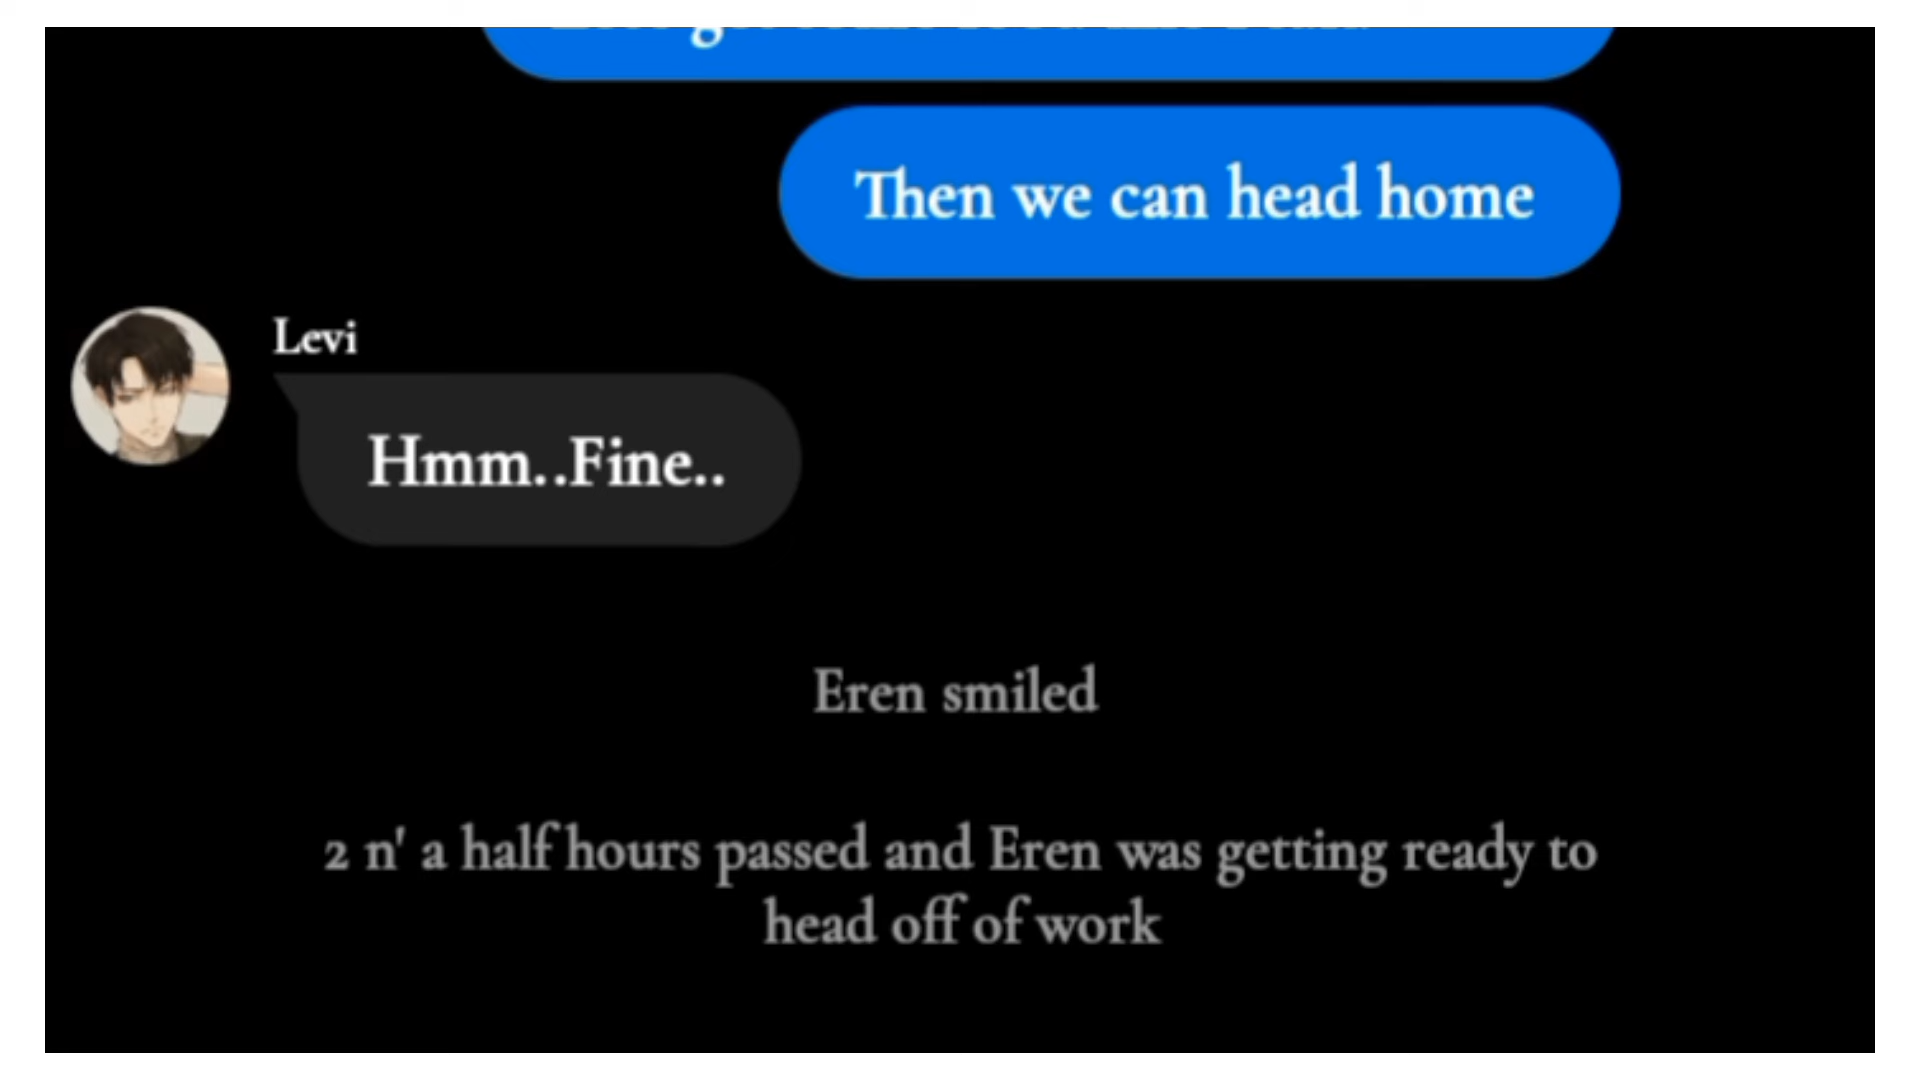 Then we can head home
Levi
Hmm..Fine..
Eren smiled
2 n' a half hours passed and Eren was getting ready to
head off of work